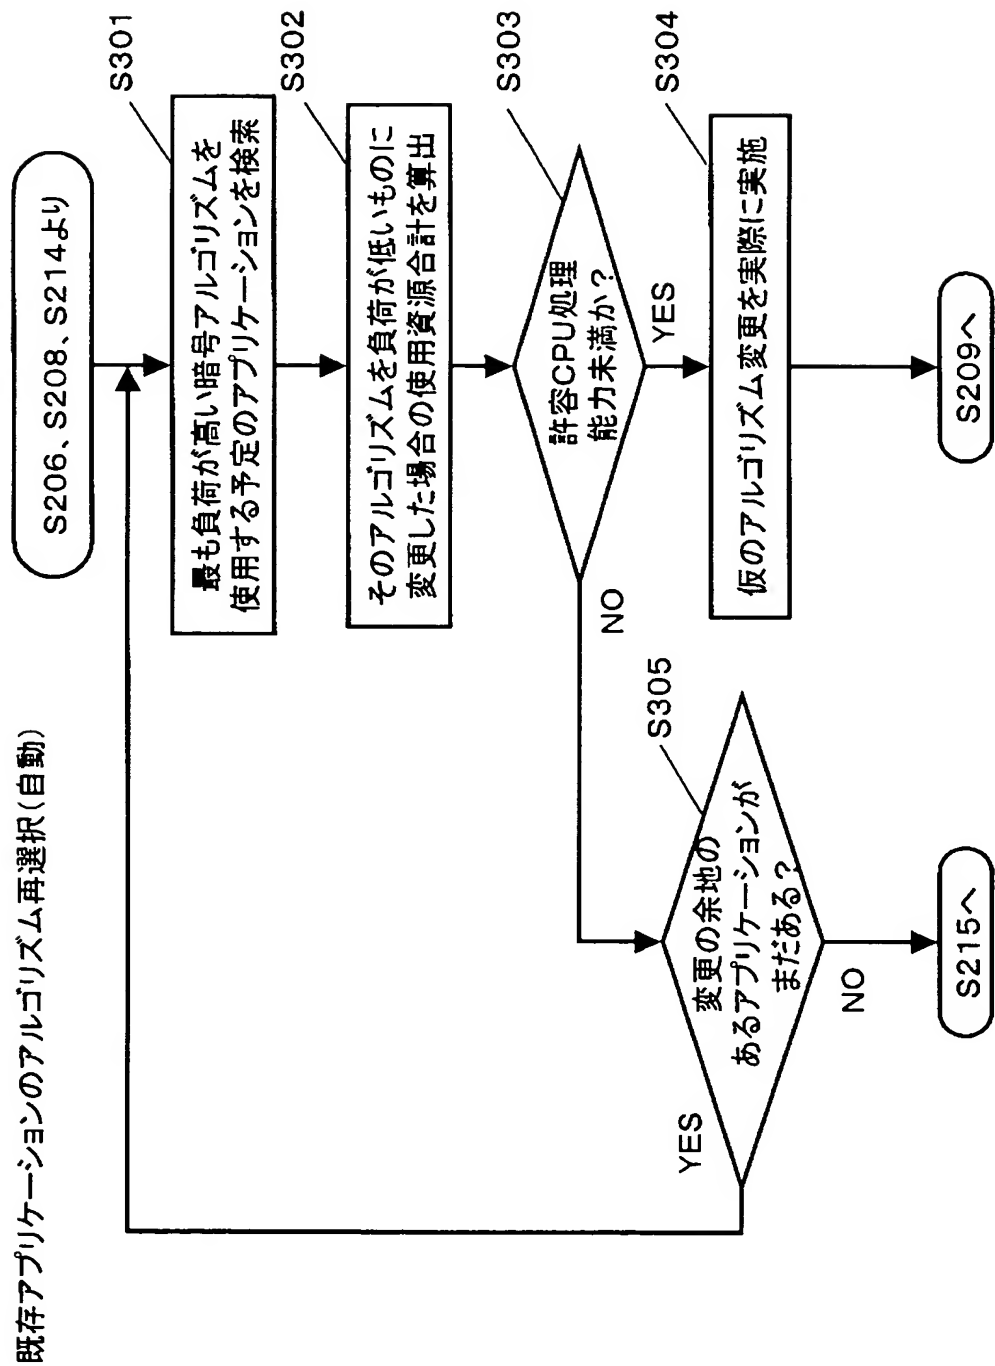 既存アプリケーションのアルゴリズム再選択(自動)
S206、S208、S214より
S301
最も負荷が高い暗号アルゴリズムを
使用する予定のアプリケーションを検索
S302
そのアルゴリズムを負荷が低いものに
変更した場合の使用資源合計を算出
S303
許容CPU処理
能力未満か?
YES
NO
S304
仮のアルゴリズム変更を実際に実施
S209へ
S305
変更の余地の
あるアプリケーションが
まだある?
YES
NO
S215へ